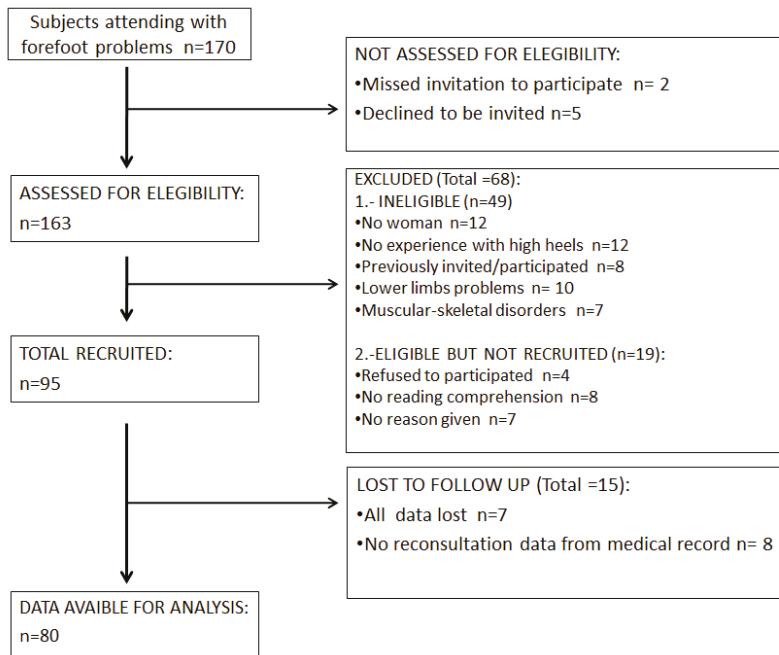 Subjects attending with
forefoot problems n=170
NOT ASSESSED FOR ELEGIBILITY:
•Missed invitation to participate n= 2
•Declined to be invited n=5
ASSESSED FOR ELEGIBILITY:
n=163
EXCLUDED (Total =68):
1.- INELIGIBLE (n=49)
•No woman n=12
•No experience with high heels n=12
•Previously invited/participated n=8
•Lower limbs problems n= 10
•Muscular-skeletal disorders n=7
2.-ELIGIBLE BUT NOT RECRUITED (n=19):
•Refused to participated n=4
•No reading comprehension n=8
•No reason given n=7
TOTAL RECRUITED:
n=95
LOST TO FOLLOW UP (Total =15):
•All data lost n=7
•No reconsultation data from medical record n= 8
DATA AVAIBLE FOR ANALYSIS:
n=80